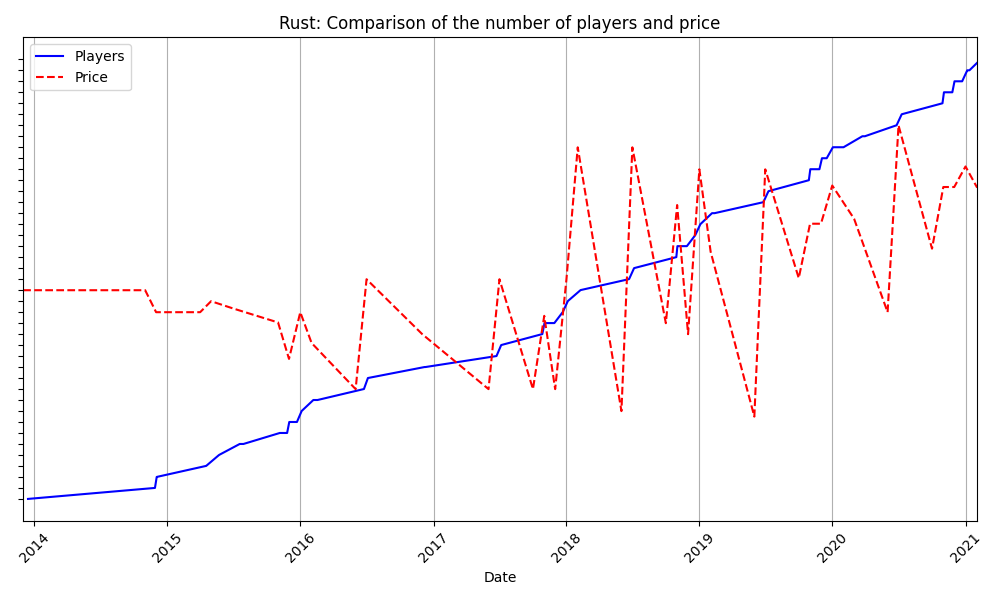 Rust: Comparison of the number of players and price
Players
Price
2014
2015
2016
2017
2018
2019
2020
2021
Date